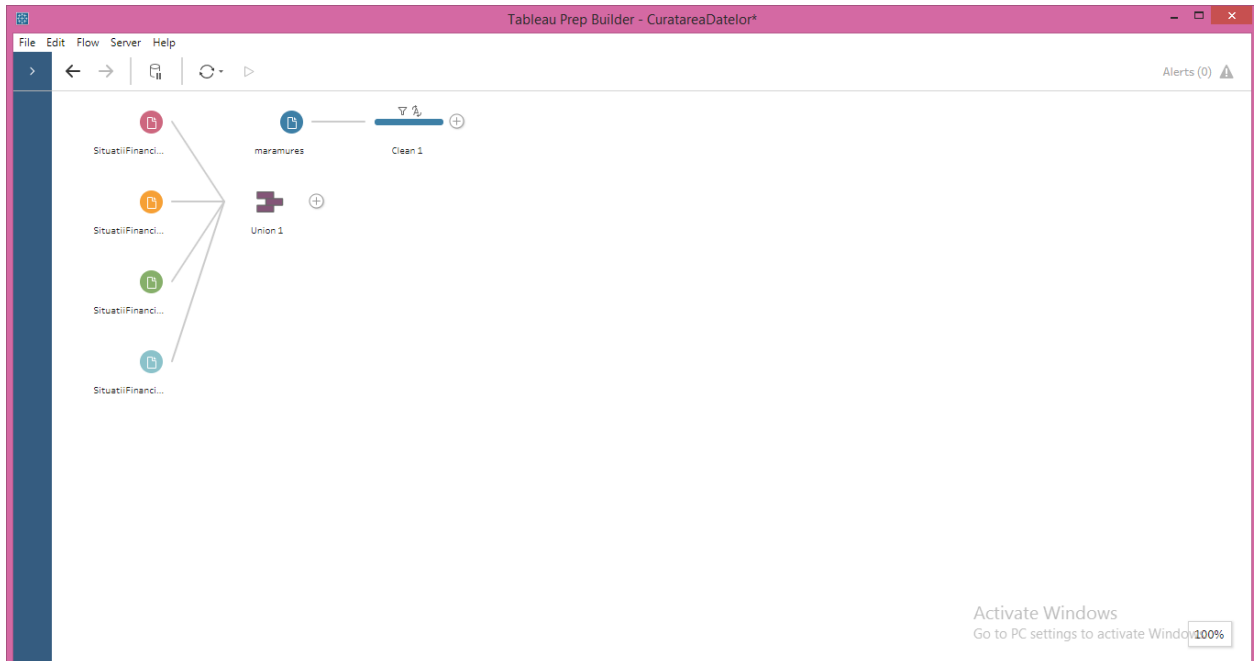 Tableau Prep Builder - CuratareaDatelor*
File Edit Flow Server Help
Alerts (0)
SituatiiFinanci...
maramures
Clean 1
SituatiiFinanci...
Union 1
SituatiiFinanci...
SituatiiFinanci...
Activate Windows
Go to PC settings to activate Windows.
100%